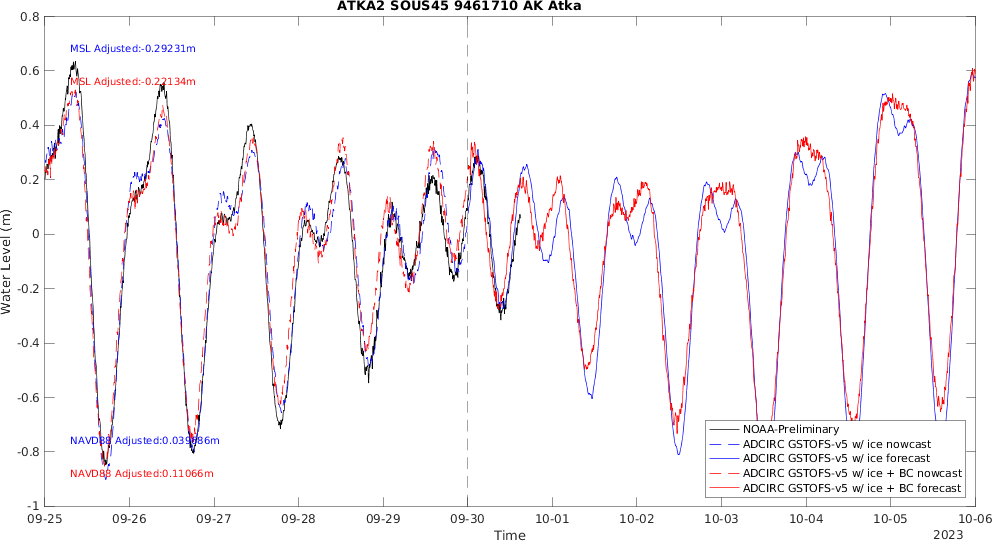 ATKA2 SOUS45 9461710 AK Atka
0.8
0.6
0.4
0.2
0
-0.2
-0.4
-0.6
-0.8
-1
Water Level (m)
MSL Adjusted:-0.29231m
MSL Adjusted:-0.22134m
NAVD88 Adjusted:0.039686m
NAVD88 Adjusted:0.11066m
NOAA-Preliminary
ADCIRC GSTOFS-v5 w/ ice nowcast
ADCIRC GSTOFS-v5 w/ ice forecast
ADCIRC GSTOFS-v5 w/ ice + BC nowcast
ADCIRC GSTOFS-v5 w/ ice + BC forecast
09-25 09-26 09-27 09-28 09-29 09-30 10-01 10-02 10-03 10-04 10-05 10-06
Time
2023